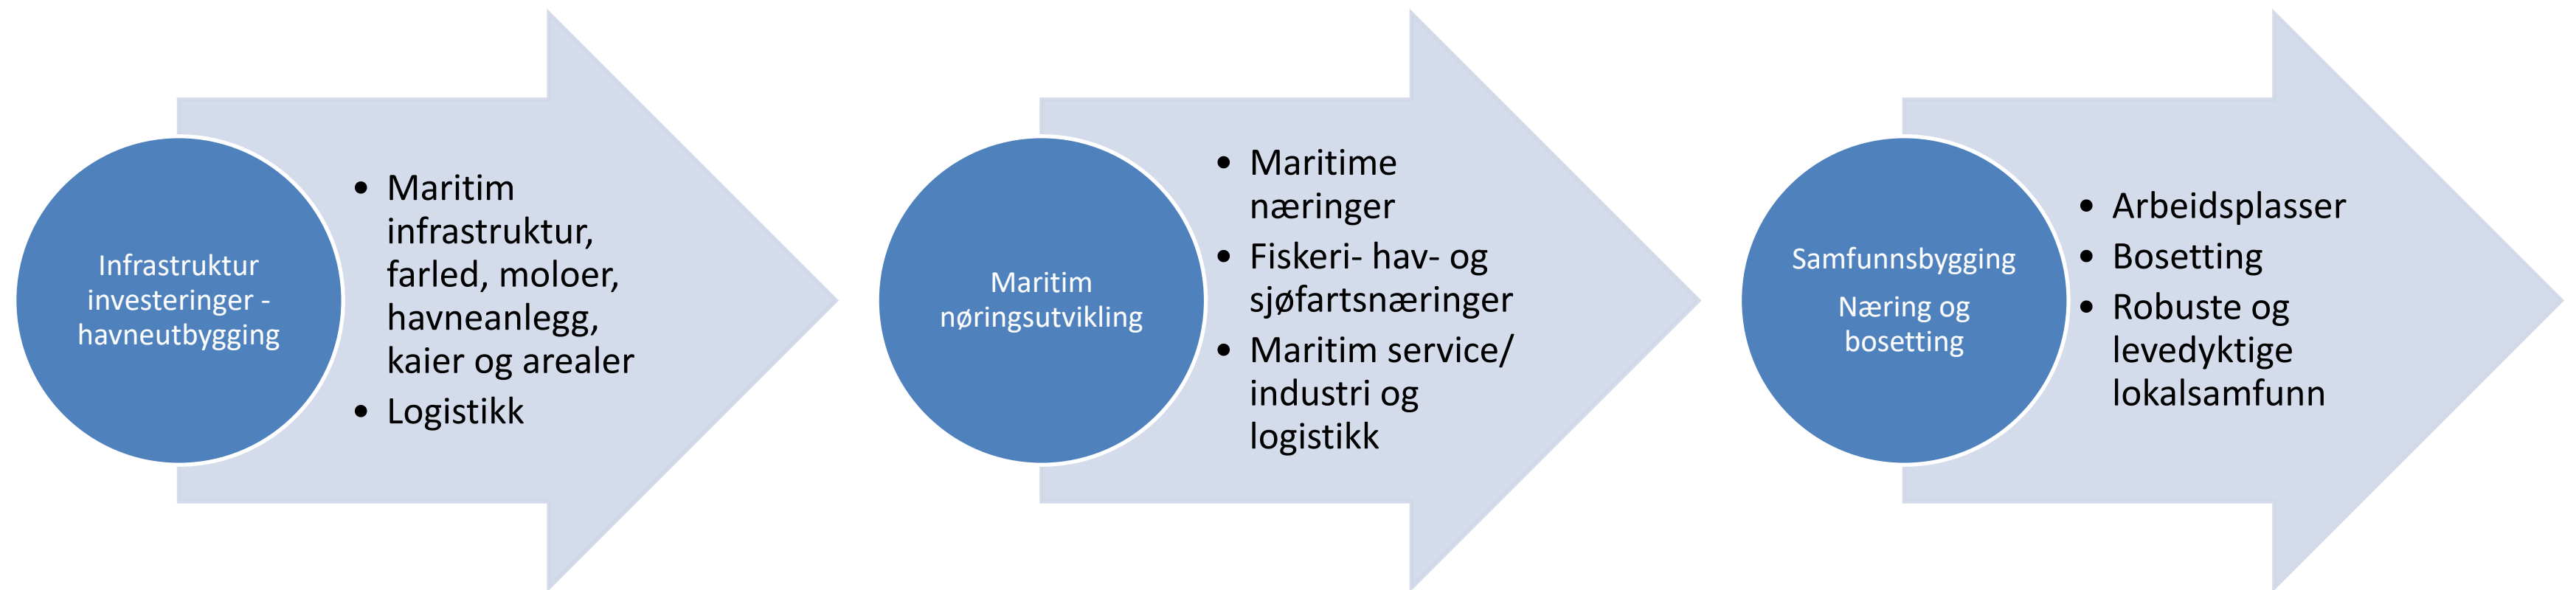 Infrastruktur
investeringer -
havneutbygging
• Maritim
infrastruktur,
farled, moloer,
havneanlegg,
kaier og arealer
• Logistikk
Maritim
nøringsutvikling
• Maritime
næringer
• Fiskeri- hav- og
sjøfartsnæringer
• Maritim service/
industri og
logistikk
Samfunnsbygging
Næring og
bosetting
• Arbeidsplasser
• Bosetting
• Robuste og
levedyktige
lokalsamfunn